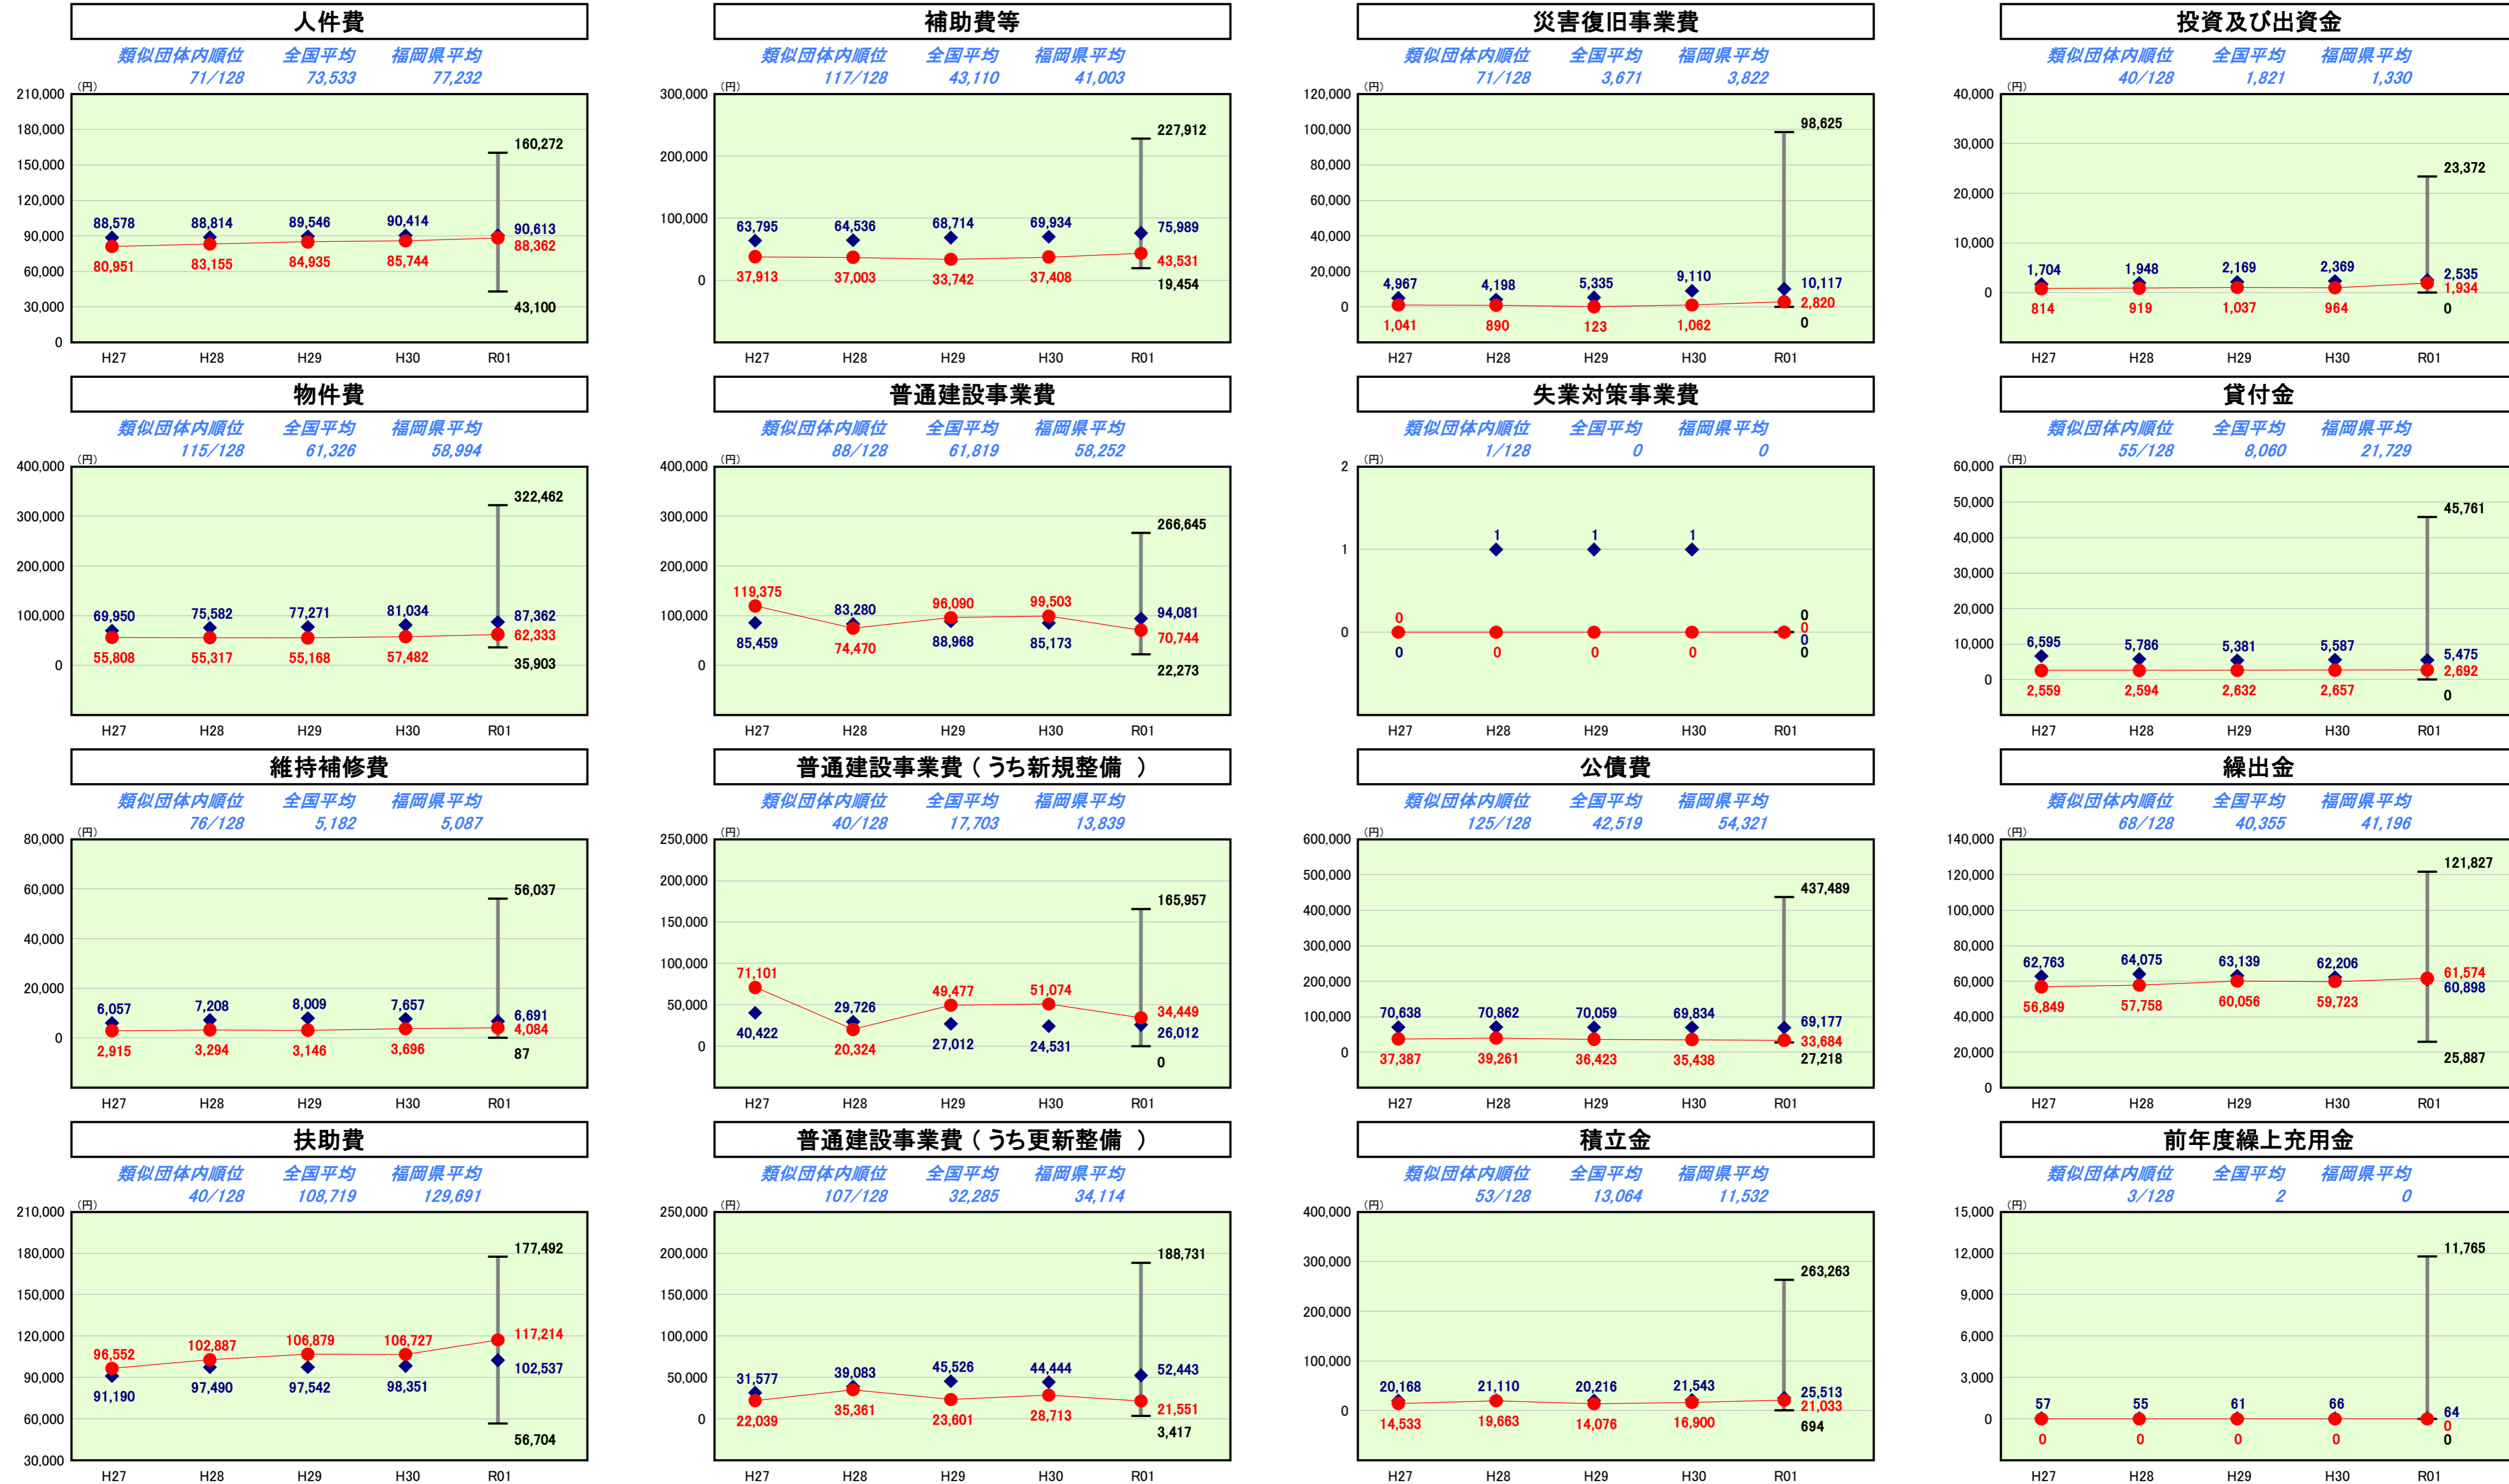 人件費
類似団体内順位 全国平均 福岡県平均
71/128 73,533 77,232
(円)
210,000
180,000
150,000
120,000
90,000
60,000
30,000
0
160,272
88,578 88,814 89,546 90,414 90,613
80,951 83,155 84,935 85,744 88,362
43,100
H27 H28 H29 H30 R01
補助費等
類似団体内順位 全国平均 福岡県平均
117/128 43,110 41,003
(円)
300,000
200,000
100,000
0
227,912
63,795 64,536 68,714 69,934 75,989
37,913 37,003 33,742 37,408 43,531
19,454
H27 H28 H29 H30 R01
災害復旧事業費
類似団体内順位 全国平均 福岡県平均
71/128 3,671 3,822
(円)
120,000
100,000
80,000
60,000
40,000
20,000
0
98,625
4,967 4,198 5,335 9,110 10,117
1,041 890 123 1,062 2,820
0
H27 H28 H29 H30 R01
投資及び出資金
類似団体内順位 全国平均 福岡県平均
40/128 1,821 1,330
(円)
40,000
30,000
20,000
10,000
0
23,372
1,704 1,948 2,169 2,369 2,535
814 919 1,037 964 1,934
0
H27 H28 H29 H30 R01
物件費
類似団体内順位 全国平均 福岡県平均
115/128 61,326 58,994
(円)
400,000
300,000
200,000
100,000
0
322,462
69,950 75,582 77,271 81,034 87,362
55,808 55,317 55,168 57,482 62,333
35,903
H27 H28 H29 H30 R01
普通建設事業費
類似団体内順位 全国平均 福岡県平均
88/128 61,819 58,252
(円)
400,000
300,000
200,000
100,000
0
266,645
119,375 83,280 96,090 99,503 94,081
85,459 74,470 88,968 85,173 70,744
22,273
H27 H28 H29 H30 R01
失業対策事業費
類似団体内順位 全国平均 福岡県平均
1/128 0 0
(円)
2
1
0
1 1 1
0 0
0
0
0 0 0 0 0
H27 H28 H29 H30 R01
貸付金
類似団体内順位 全国平均 福岡県平均
55/128 8,060 21,729
(円)
60,000
50,000
40,000
30,000
20,000
10,000
0
45,761
6,595 5,786 5,381 5,587 5,475
2,559 2,594 2,632 2,657 2,692
0
H27 H28 H29 H30 R01
維持補修費
類似団体内順位 全国平均 福岡県平均
76/128 5,182 5,087
(円)
80,000
60,000
40,000
20,000
0
56,037
6,057 7,208 8,009 7,657 6,691
2,915 3,294 3,146 3,696 4,084
87
H27 H28 H29 H30 R01
普通建設事業費(うち新規整備 )
類似団体内順位 全国平均 福岡県平均
40/128 17,703 13,839
(円)
250,000
200,000
150,000
100,000
50,000
0
165,957
71,101 29,726 49,477 51,074 34,449
40,422 20,324 27,012 24,531 26,012
0
H27 H28 H29 H30 R01
公債費
類似団体内順位 全国平均 福岡県平均
125/128 42,519 54,321
(円)
600,000
500,000
400,000
300,000
200,000
100,000
0
437,489
70,638 70,862 70,059 69,834 69,177
37,387 39,261 36,423 35,438 33,684
27,218
H27 H28 H29 H30 R01
繰出金
類似団体内順位 全国平均 福岡県平均
68/128 40,355 41,196
(円)
140,000
120,000
100,000
80,000
60,000
40,000
20,000
0
121,827
62,763 64,075 63,139 62,206 61,574
56,849 57,758 60,056 59,723 60,898
25,887
H27 H28 H29 H30 R01
扶助費
類似団体内順位 全国平均 福岡県平均
40/128 108,719 129,691
(円)
210,000
180,000
150,000
120,000
90,000
60,000
30,000
177,492
96,552 102,887 106,879 106,727 117,214
91,190 97,490 97,542 98,351 102,537
56,704
H27 H28 H29 H30 R01
普通建設事業費(うち更新整備 )
類似団体内順位 全国平均 福岡県平均
107/128 32,285 34,114
(円)
250,000
200,000
150,000
100,000
50,000
0
188,731
31,577 39,083 45,526 44,444 52,443
22,039 35,361 23,601 28,713 21,551
3,417
H27 H28 H29 H30 R01
積立金
類似団体内順位 全国平均 福岡県平均
53/128 13,064 11,532
(円)
400,000
300,000
200,000
100,000
0
263,263
20,168 21,110 20,216 21,543 25,513
14,533 19,663 14,076 16,900 21,033
694
H27 H28 H29 H30 R01
前年度繰上充用金
類似団体内順位 全国平均 福岡県平均
3/128 2 0
(円)
15,000
12,000
9,000
6,000
3,000
0
11,765
57 55 61 66 64
0
0 0 0 0 0
H27 H28 H29 H30 R01